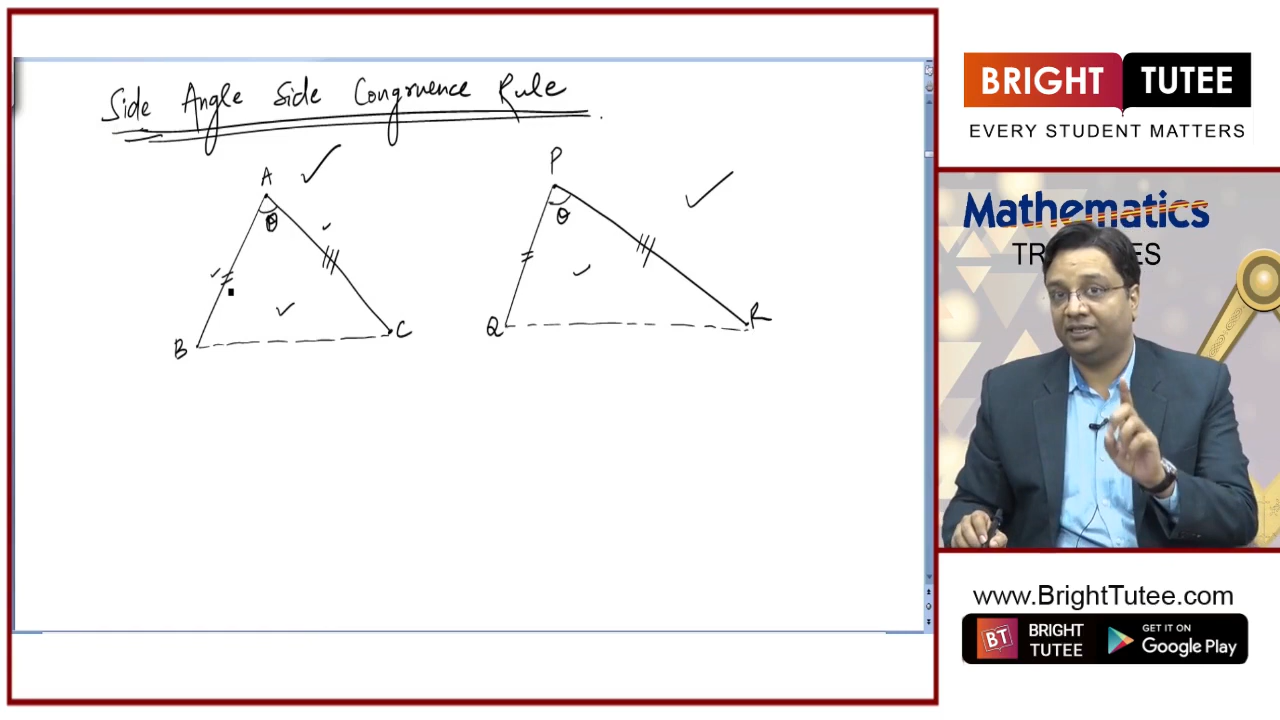 Side Angle Side Congruence Rule
A
θ
B
C
P
θ
Q
R
BRIGHT TUTEE
EVERY STUDENT MATTERS
Mathematics
www.BrightTutee.com
BT
BRIGHT
TUTEE
GET IT ON
Google Play